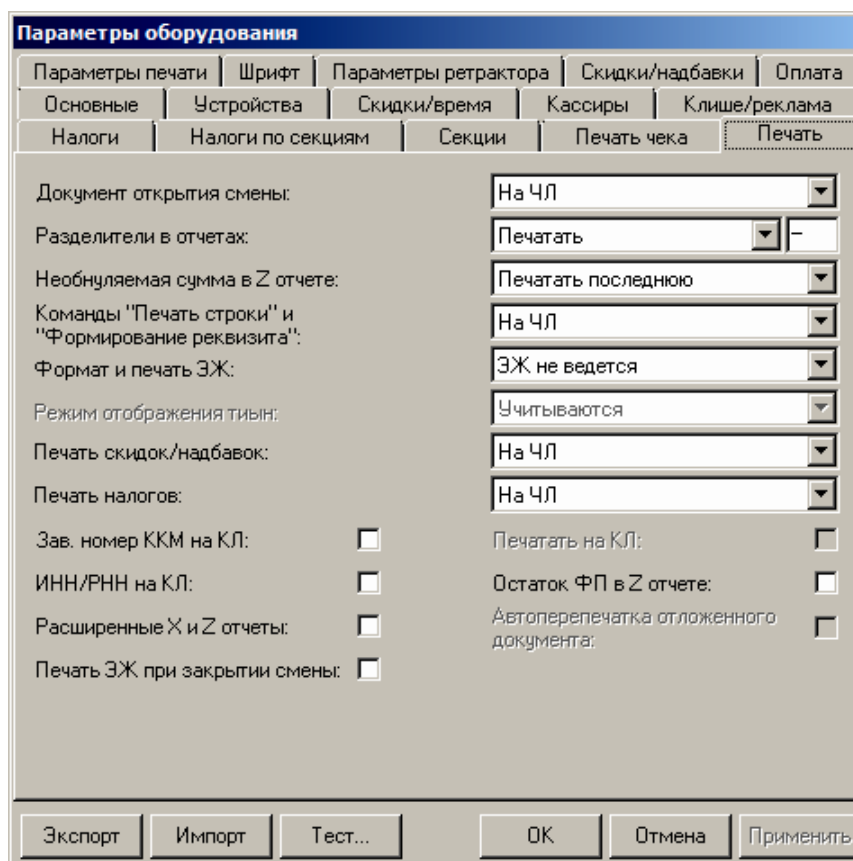 Параметры оборудования
Параметры печати Шрифт Параметры ретрактора Скидки/надбавки Оплата
Основные Устройства Скидки/время Кассиры Клише/реклама
Налоги Налоги по секциям Секции Печать чека Печать
Документ открытия смены: На ЧЛ
Разделители в отчетах: Печатать –
Необнуляемая сумма в Z отчете: Печатать последнюю
Команды "Печать строки" и
"Формирование реквизита": На ЧЛ
Формат и печать ЭЖ: ЭЖ не ведется
Режим отображения тиын: Учитываются
Печать скидок/надбавок: На ЧЛ
Печать налогов: На ЧЛ
Зав. номер ККМ на КЛ: Печатать на КЛ:
ИНН/РНН на КЛ: Остаток ФП в Z отчете:
Расширенные X и Z отчеты: Автоперепечатка отложенного
документа:
Печать ЭЖ при закрытии смены:
Экспорт Импорт Тест... OK Отмена Применить